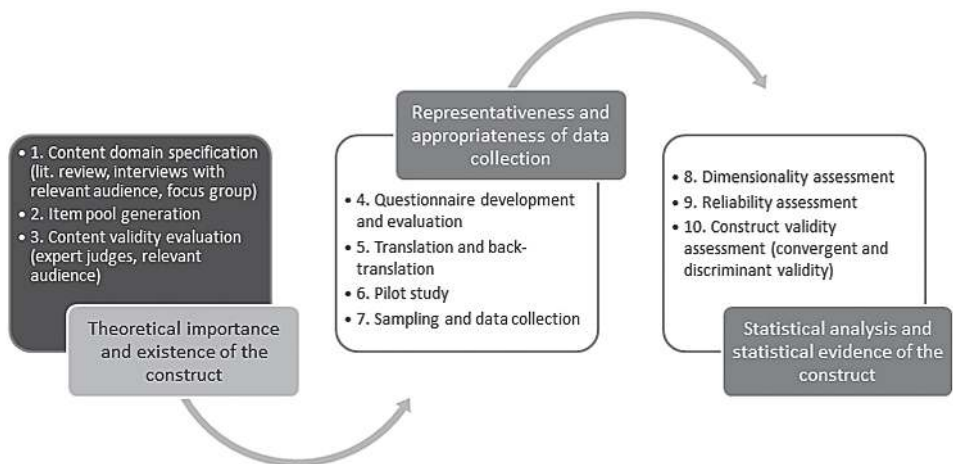 • 1. Content domain specification
(lit. review, interviews with
relevant audience, focus group)
• 2. Item pool generation
• 3. Content validity evaluation
(expert judges, relevant
audience)
Theoretical importance
and existence of the
construct
Representativeness and
appropriateness of data
collection
• 4. Questionnaire development
and evaluation
• 5. Translation and back-
translation
• 6. Pilot study
• 7. Sampling and data collection
• 8. Dimensionality assessment
• 9. Reliability assessment
• 10. Construct validity
assessment (convergent and
discriminant validity)
Statistical analysis and
statistical evidence of the
construct